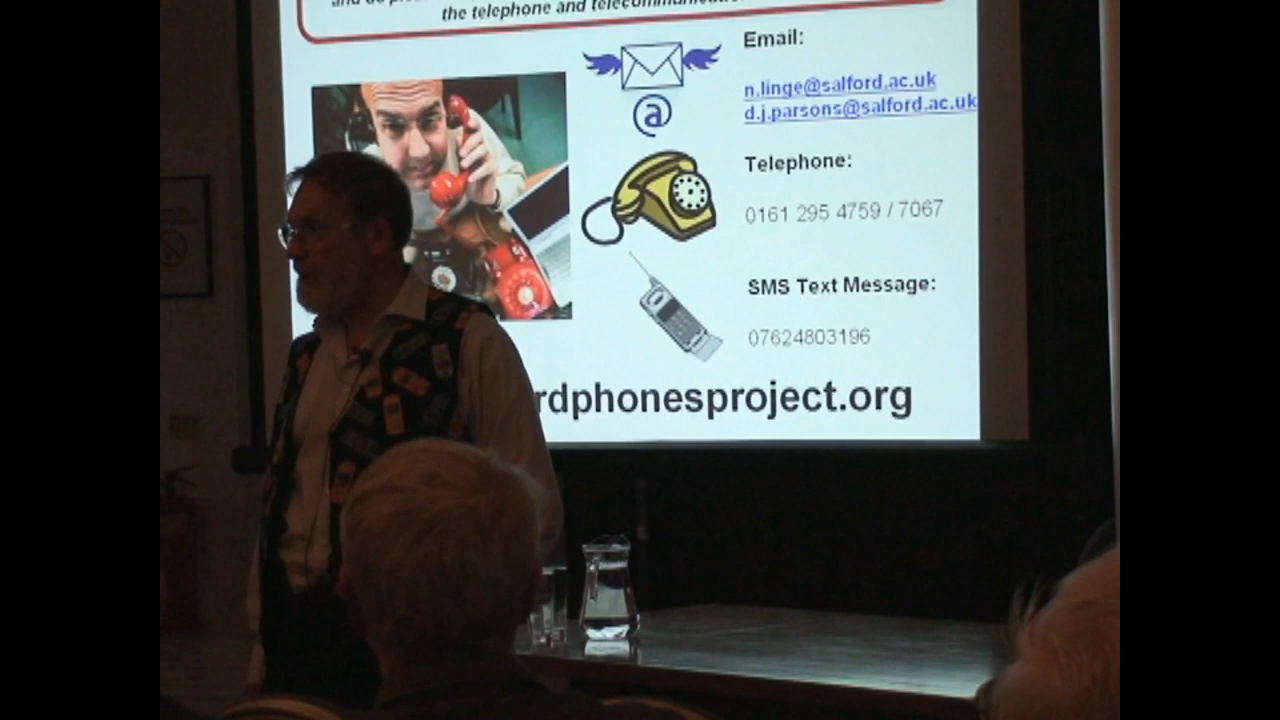 the telephone and
Email:
n.linge@salford.ac.uk
d.j.parsons@salford.ac.uk
@
Telephone:
0161 295 4759 / 7067
SMS Text Message:
07624803196
rdphonesproject.org